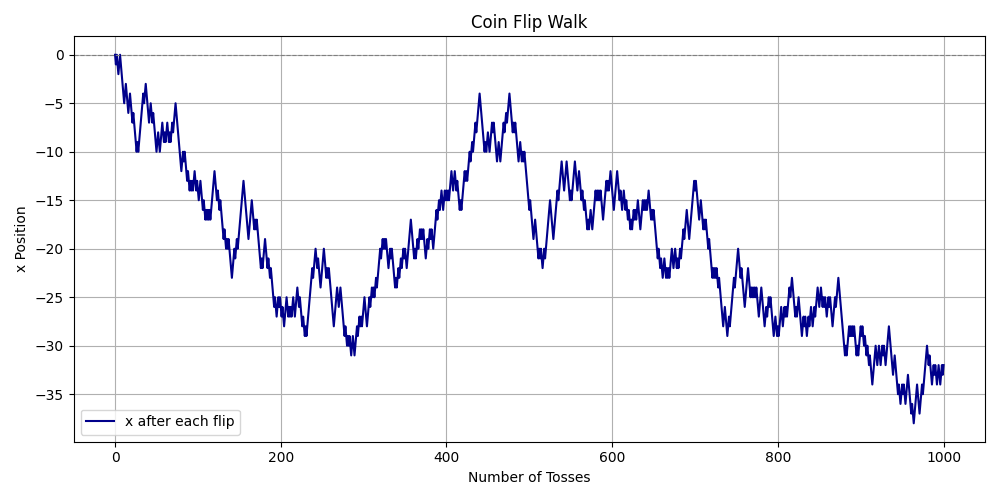 Coin Flip Walk
0
−5
−10
−15
−20
−25
−30
−35
x Position
x after each flip
0 200 400 600 800 1000
Number of Tosses